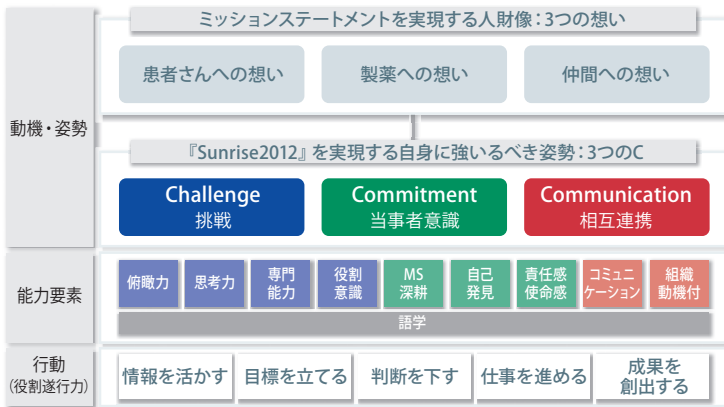 ミッションステートメントを実現する人財像：3つの想い
患者さんへの想い
製薬への想い
仲間への想い
動機・姿勢
『Sunrise2012』を実現する自身に強いるべき姿勢：3つのC
Challenge
挑戦
Commitment
当事者意識
Communication
相互連携
能力要素
俯瞰力
思考力
専門
能力
役割
意識
MS
深耕
自己
発見
責任感
使命感
コミュニ
ケーション
組織
動機付
語学
行動
(役割遂行力)
情報を活かす
目標を立てる
判断を下す
仕事を進める
成果を
創出する